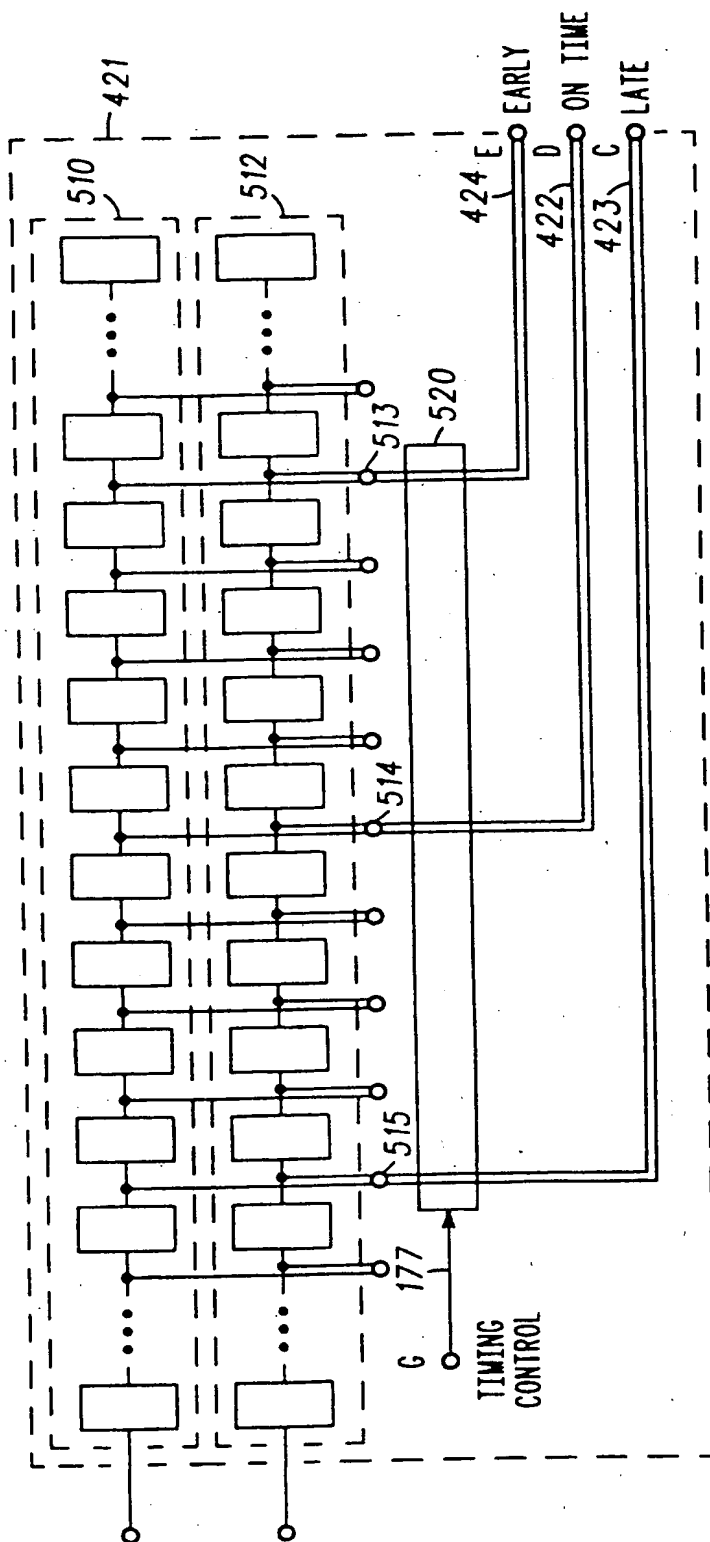 421
510
512
424
E
EARLY
513
520
422
D
ON TIME
423
C
LATE
514
515
177
G
TIMING
CONTROL